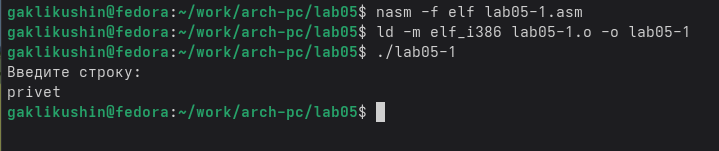 gaklikushin@fedora:~/work/arch-pc/lab05$ nasm -f elf lab05-1.asm
gaklikushin@fedora:~/work/arch-pc/lab05$ ld -m elf_i386 lab05-1.o -o lab05-1
gaklikushin@fedora:~/work/arch-pc/lab05$ ./lab05-1
Введите строку:
privet
gaklikushin@fedora:~/work/arch-pc/lab05$